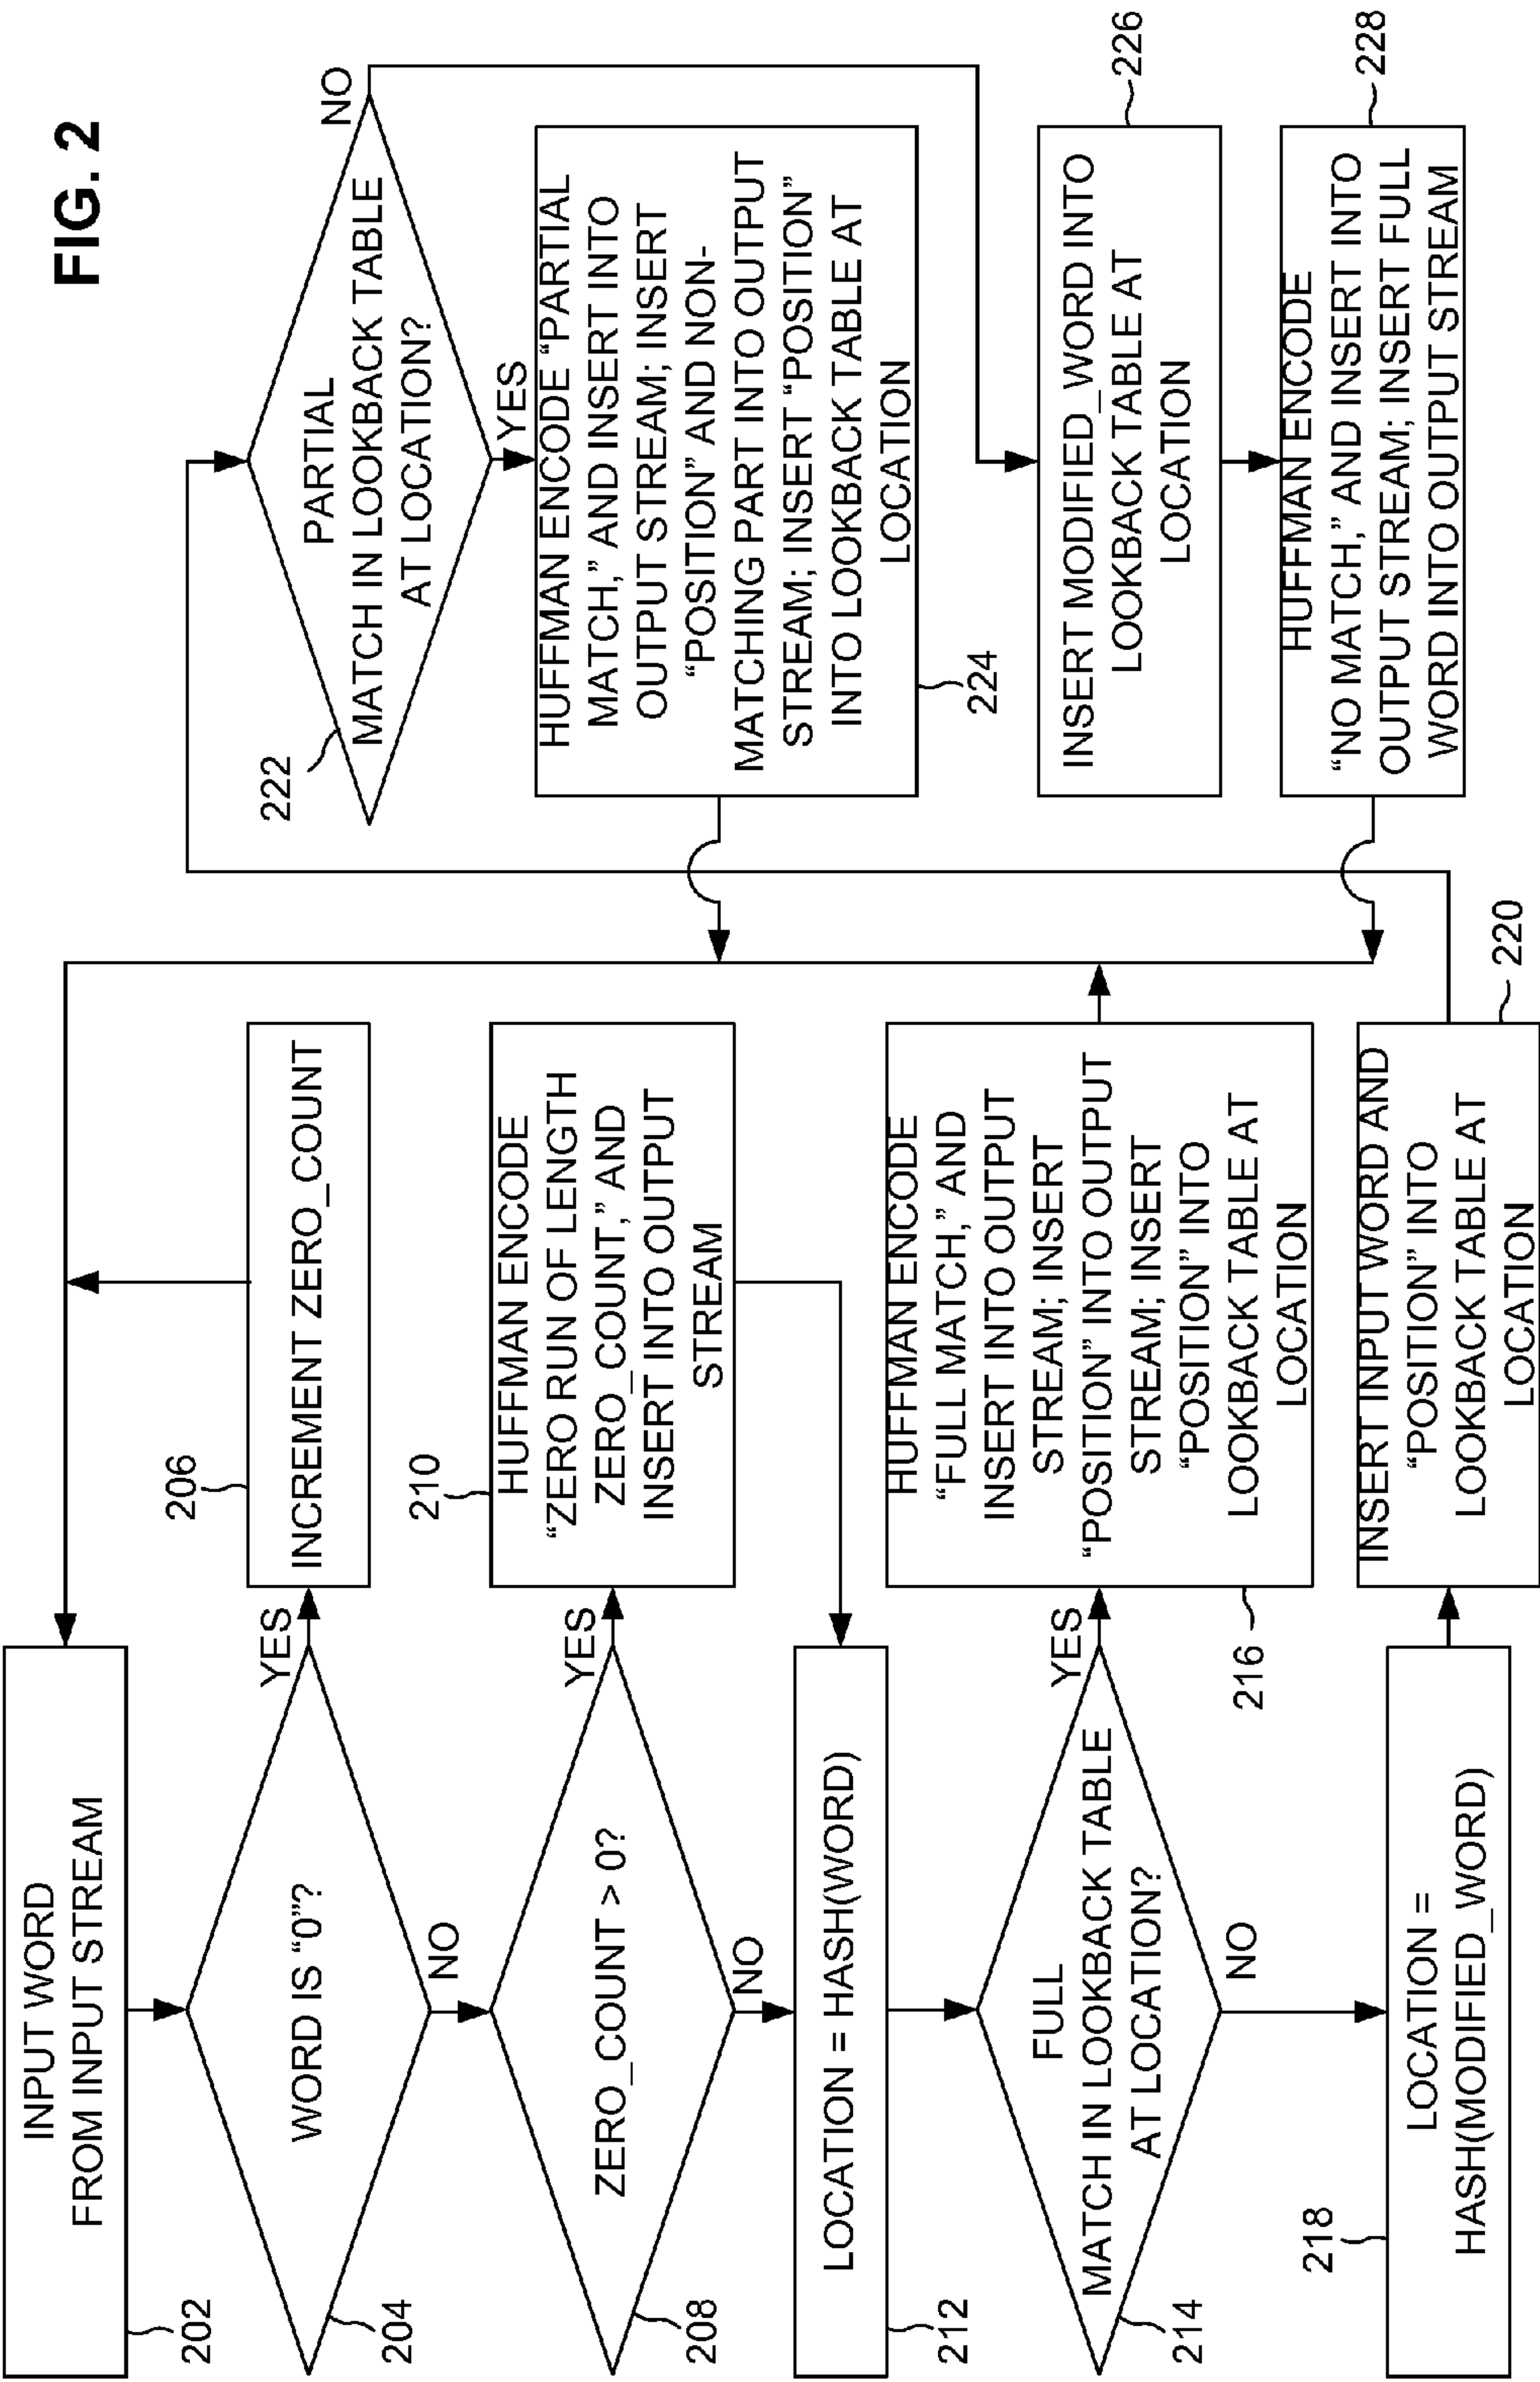 FIG. 2
INPUT WORD
FROM INPUT STREAM
202
WORD IS “0”?
204
YES
NO
INCREMENT ZERO_COUNT
206
ZERO_COUNT > 0?
208
YES
NO
HUFFMAN ENCODE
“ZERO RUN OF LENGTH
ZERO_COUNT,” AND
INSERT INTO OUTPUT
STREAM
210
LOCATION = HASH(WORD)
212
FULL
MATCH IN LOOKBACK TABLE
AT LOCATION?
214
YES
NO
HUFFMAN ENCODE
“FULL MATCH,” AND
INSERT INTO OUTPUT
STREAM; INSERT
“POSITION” INTO OUTPUT
STREAM; INSERT
“POSITION” INTO
LOOKBACK TABLE AT
LOCATION
216
LOCATION =
HASH(MODIFIED_WORD)
218
INSERT INPUT WORD AND
“POSITION” INTO
LOOKBACK TABLE AT
LOCATION
220
PARTIAL
MATCH IN LOOKBACK TABLE
AT LOCATION?
222
NO
YES
HUFFMAN ENCODE “PARTIAL
MATCH,” AND INSERT INTO
OUTPUT STREAM; INSERT
“POSITION” AND NON-
MATCHING PART INTO OUTPUT
STREAM; INSERT “POSITION”
INTO LOOKBACK TABLE AT
LOCATION
224
INSERT MODIFIED_WORD INTO
LOOKBACK TABLE AT
LOCATION
226
HUFFMAN ENCODE
“NO MATCH,” AND INSERT INTO
OUTPUT STREAM; INSERT FULL
WORD INTO OUTPUT STREAM
228